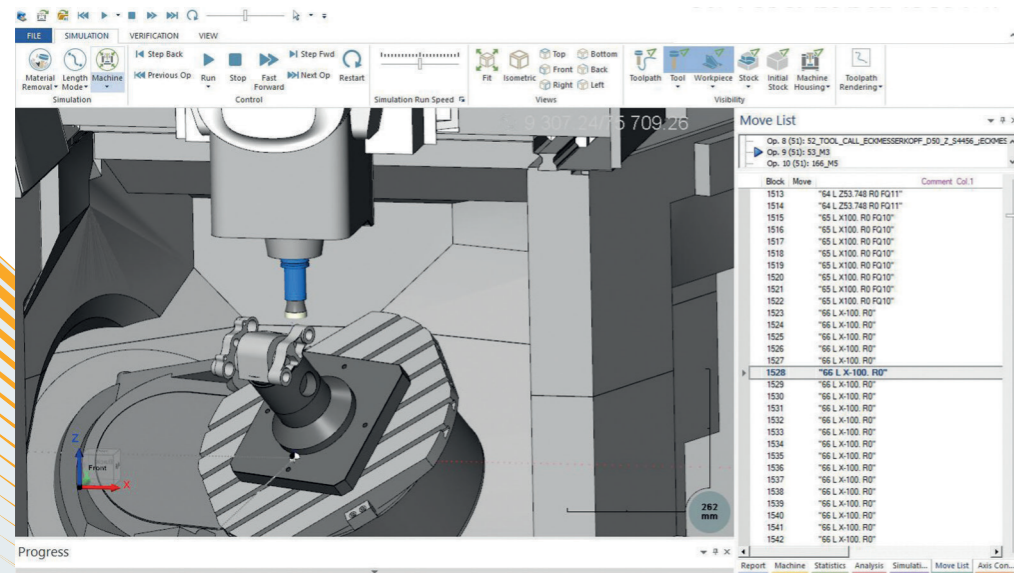 FILE SIMULATION VERIFICATION VIEW
Material Removal Length Mode Machine
Simulation
Step Back Previous Op Run Stop Fast Forward Step Fwd Next Op Restart
Control
Simulation Run Speed
Fit Isometric Top Bottom Front Back Right Left
Views
Toolpath Tool Workpiece Stock Initial Stock Machine Housing
Visibility
Toolpath Rendering
Move List
Op. 8 (51): 52_TOOL_CALL_ECKMESSERKOPF_D50_Z_S4456_;ECKMES
Op. 9 (51): 53_M3
Op. 10 (51): 166_M5
Block Move Comment Col.1
1513 "64 L Z53.748 R0 FQ11"
1514 "64 L Z53.748 R0 FQ11"
1515 "65 L X100. R0 FQ10"
1516 "65 L X100. R0 FQ10"
1517 "65 L X100. R0 FQ10"
1518 "65 L X100. R0 FQ10"
1519 "65 L X100. R0 FQ10"
1520 "65 L X100. R0 FQ10"
1521 "65 L X100. R0 FQ10"
1522 "65 L X100. R0 FQ10"
1523 "66 L X-100. R0"
1524 "66 L X-100. R0"
1525 "66 L X-100. R0"
1526 "66 L X-100. R0"
1527 "66 L X-100. R0"
1528 "66 L X-100. R0"
1529 "66 L X-100. R0"
1530 "66 L X-100. R0"
1531 "66 L X-100. R0"
1532 "66 L X-100. R0"
1533 "66 L X-100. R0"
1534 "66 L X-100. R0"
1535 "66 L X-100. R0"
1536 "66 L X-100. R0"
1537 "66 L X-100. R0"
1538 "66 L X-100. R0"
1539 "66 L X-100. R0"
1540 "66 L X-100. R0"
1541 "66 L X-100. R0"
1542 "66 L X-100. R0"
Z
Front
X
262
mm
Progress
Report Machine Statistics Analysis Simulati... Move List Axis Con...